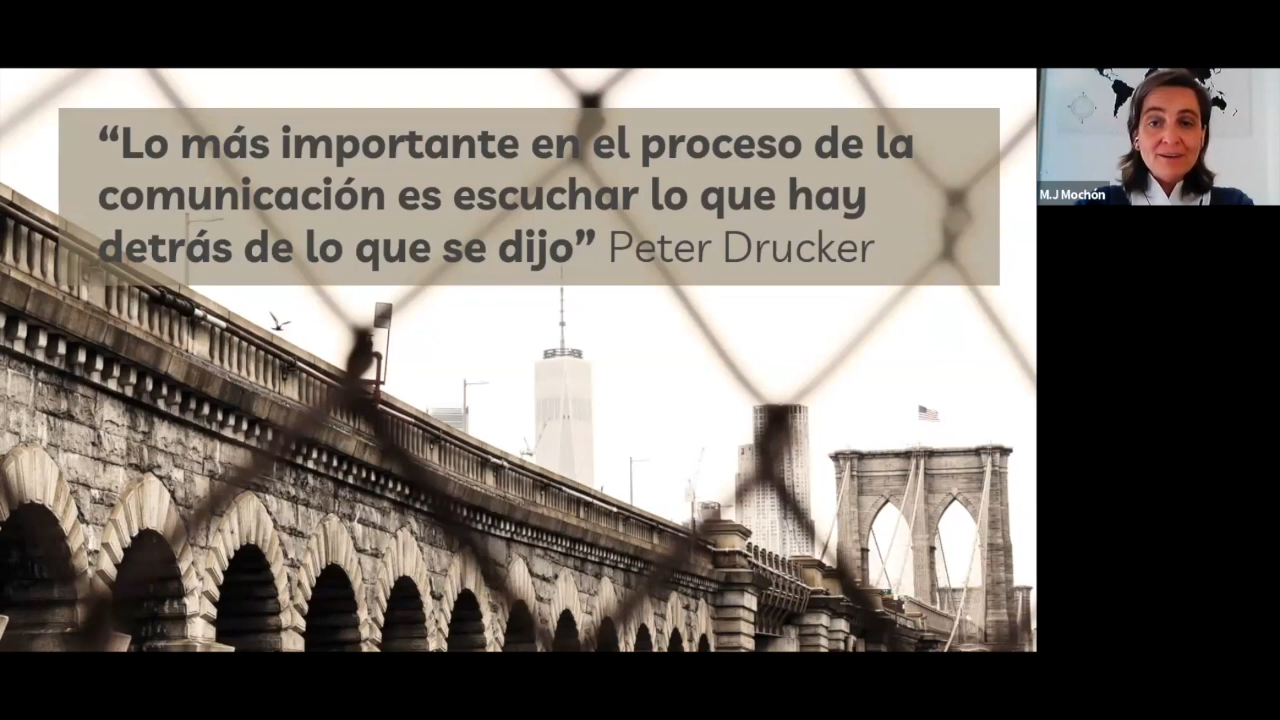 “Lo más importante en el proceso de la
comunicación es escuchar lo que hay
detrás de lo que se dijo” Peter Drucker
M.J Mochón